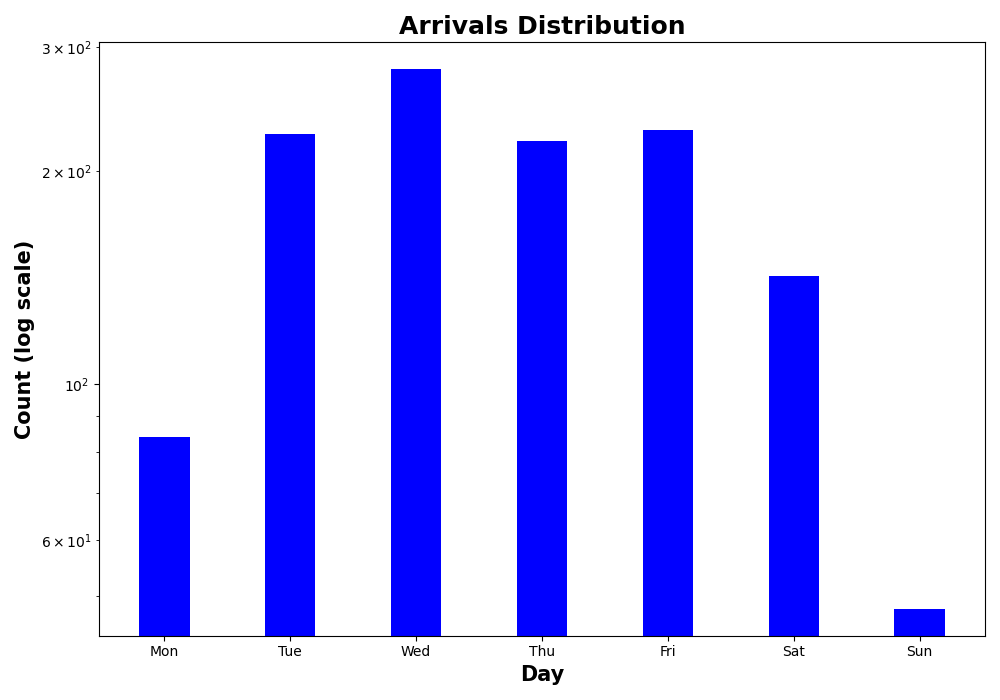 Arrivals Distribution
3 × 10²
2 × 10²
10²
6 × 10¹
Count (log scale)
Mon Tue Wed Thu Fri Sat Sun
Day